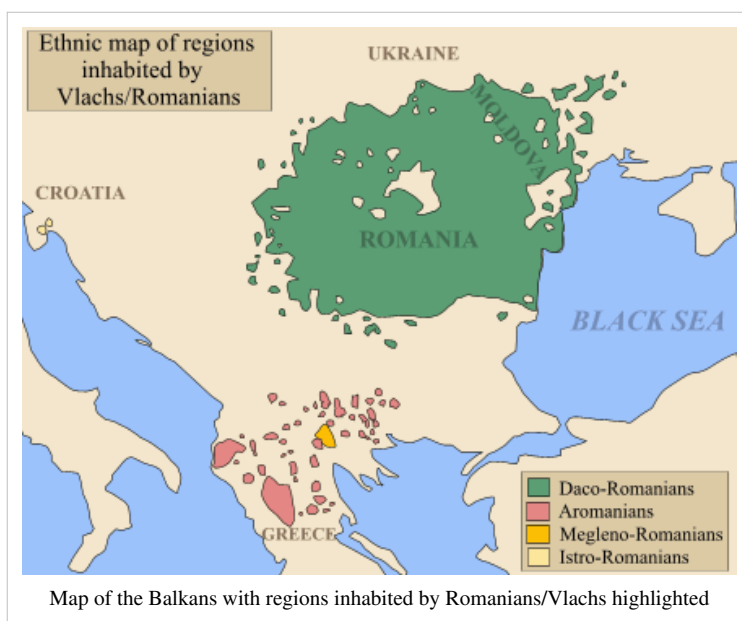 Ethnic map of regions
inhabited by
Vlachs/Romanians
UKRAINE
MOLDOVA
CROATIA
ROMANIA
BLACK SEA
GREECE
Daco-Romanians
Aromanians
Megleno-Romanians
Istro-Romanians
Map of the Balkans with regions inhabited by Romanians/Vlachs highlighted